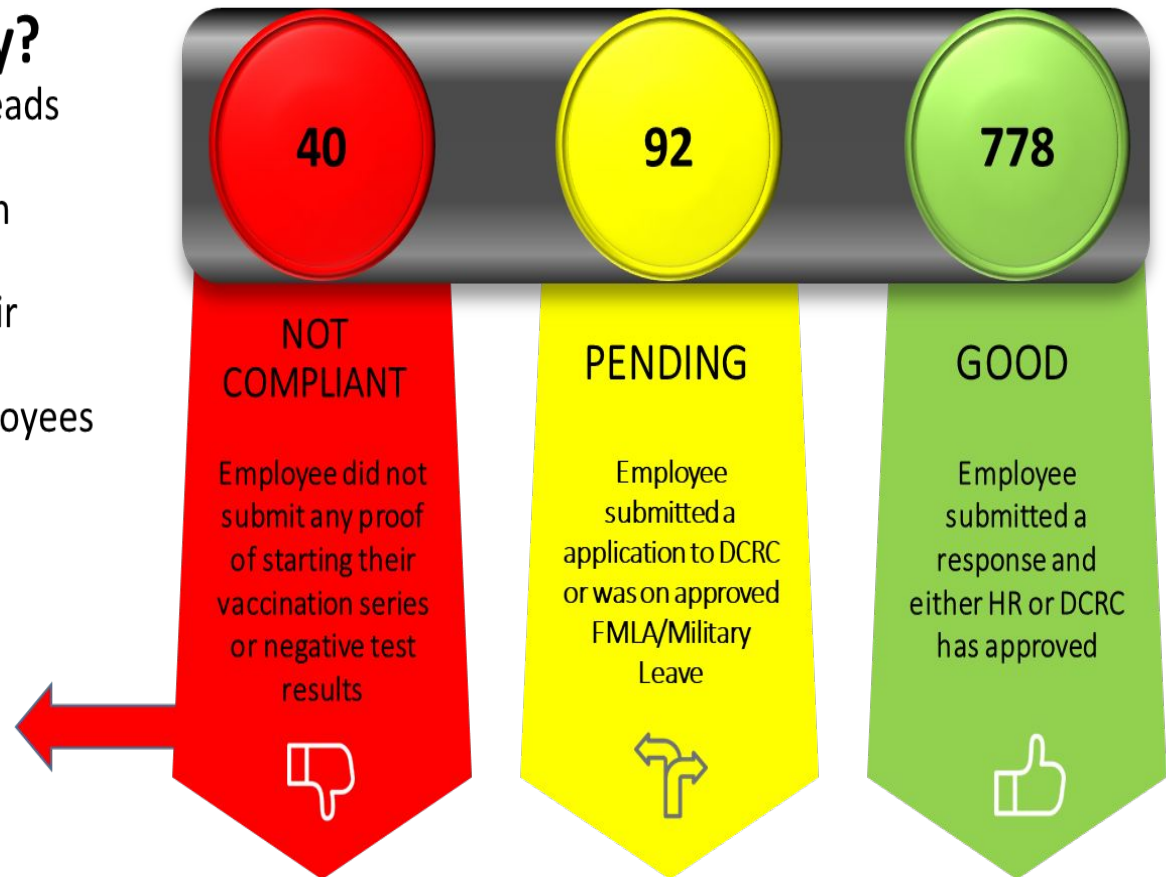 y?
eads
n
ir
oyees
40
92
778
NOT
COMPLIANT
Employee did not
submit any proof
of starting their
vaccination series
or negative test
results
PENDING
Employee
submitted a
application to DCRC
or was on approved
FMLA/Military
Leave
GOOD
Employee
submitted a
response and
either HR or DCRC
has approved